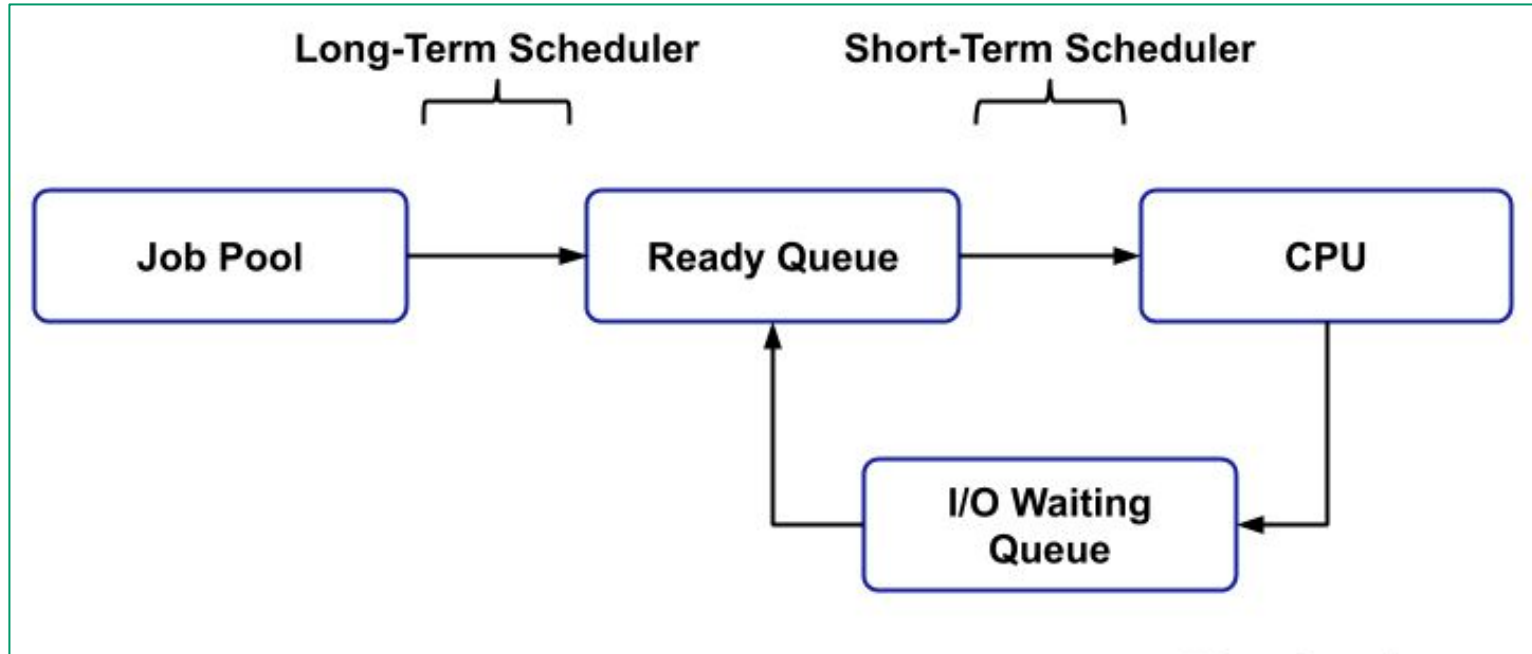 Long-Term Scheduler
Short-Term Scheduler
Job Pool
Ready Queue
CPU
I/O Waiting
Queue